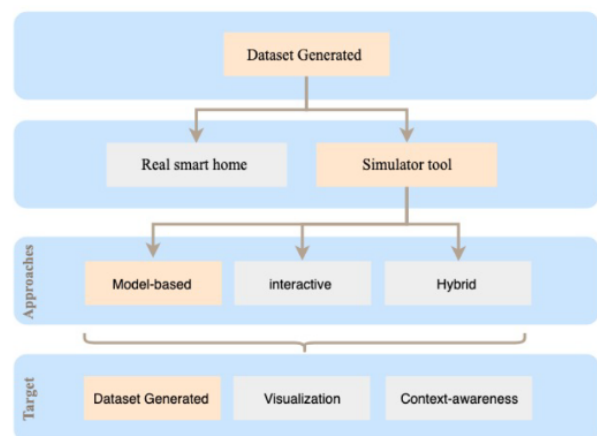 Dataset Generated
Real smart home
Simulator tool
Approaches
Model-based
interactive
Hybrid
Target
Dataset Generated
Visualization
Context-awareness